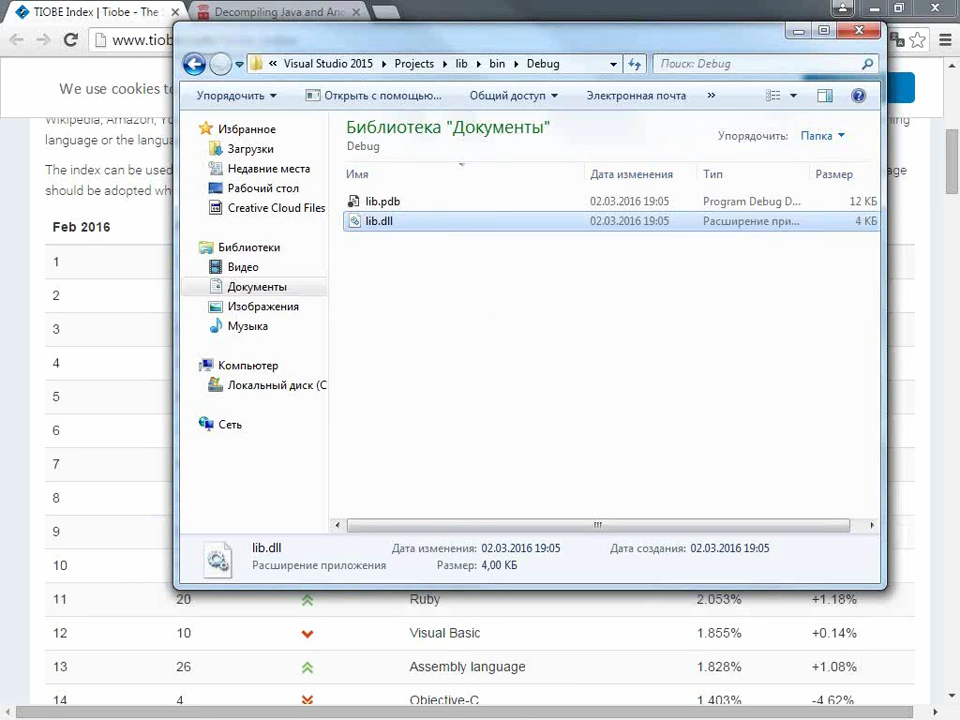 TIOBE Index | Tiobe - The S
Decompiling Java and An
www.tiob
We use cookies to
Wikipedia, Amazon, Yo
language or the langua
The index can be used
should be adopted wh
Feb 2016
Visual Studio 2015 Projects lib bin Debug
Поиск: Debug
Упорядочить Открыть с помощью... Общий доступ Электронная почта »
Избранное
Загрузки
Недавние места
Рабочий стол
Creative Cloud Files
Библиотеки
Видео
Документы
Изображения
Музыка
Компьютер
Локальный диск (C
Сеть
Библиотека "Документы"
Debug
Упорядочить: Папка
Имя Дата изменения Тип Размер
lib.pdb 02.03.2016 19:05 Program Debug D... 12 КБ
lib.dll 02.03.2016 19:05 Расширение при... 4 КБ
lib.dll Дата изменения: 02.03.2016 19:05 Дата создания: 02.03.2016 19:05
Расширение приложения Размер: 4,00 КБ
1
2
3
4
5
6
7
8
9
10
11 20 Ruby 2.053% +1.18%
12 10 Visual Basic 1.855% +0.14%
13 26 Assembly language 1.828% +1.08%
14 4 Objective-C 1.403% -4.62%